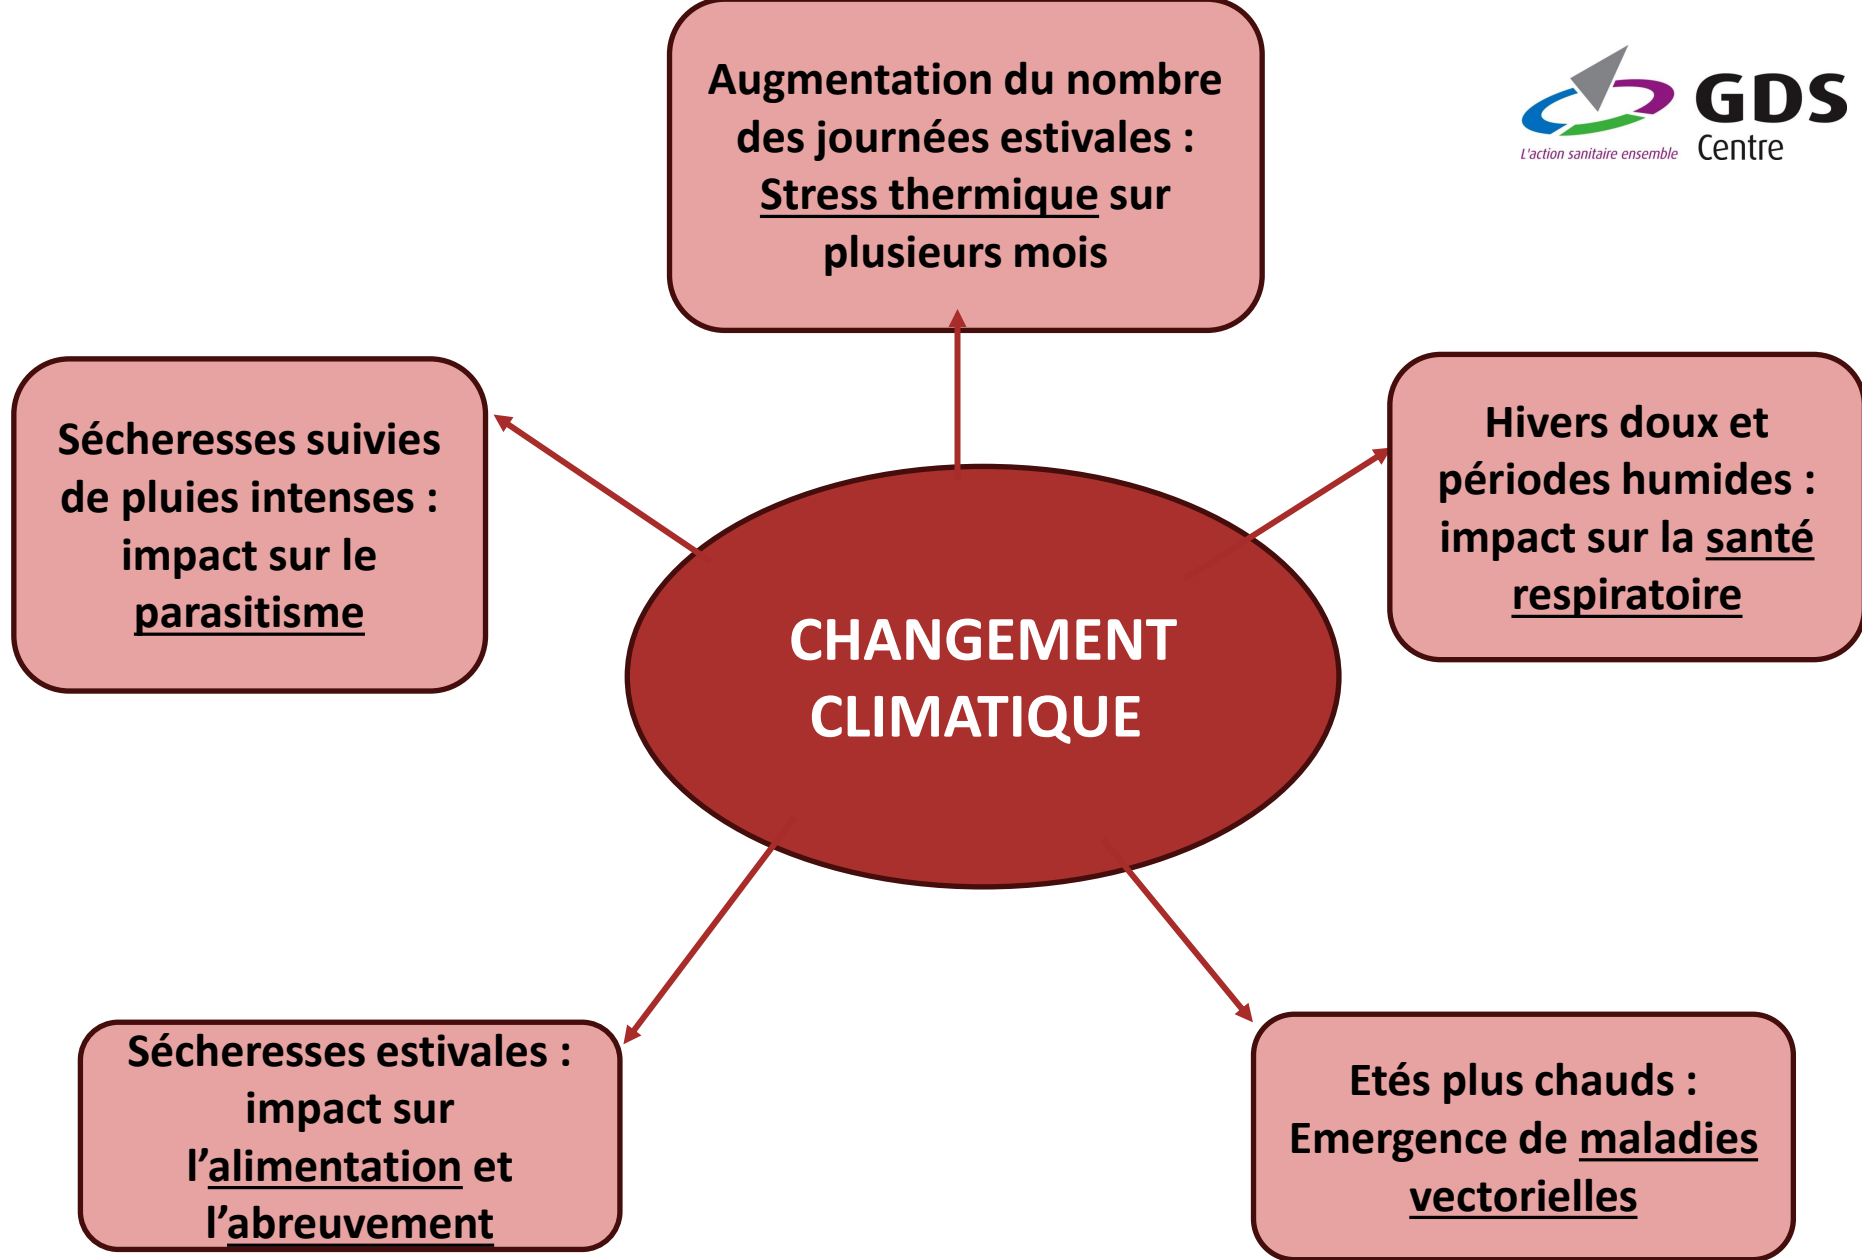 Augmentation du nombre
des journées estivales :
Stress thermique sur
plusieurs mois
GDS
Centre
L'action sanitaire ensemble
Sécheresses suivies
de pluies intenses :
impact sur le
parasitisme
Hivers doux et
périodes humides :
impact sur la santé
respiratoire
CHANGEMENT
CLIMATIQUE
Sécheresses estivales :
impact sur
l’alimentation et
l’abreuvement
Etés plus chauds :
Emergence de maladies
vectorielles